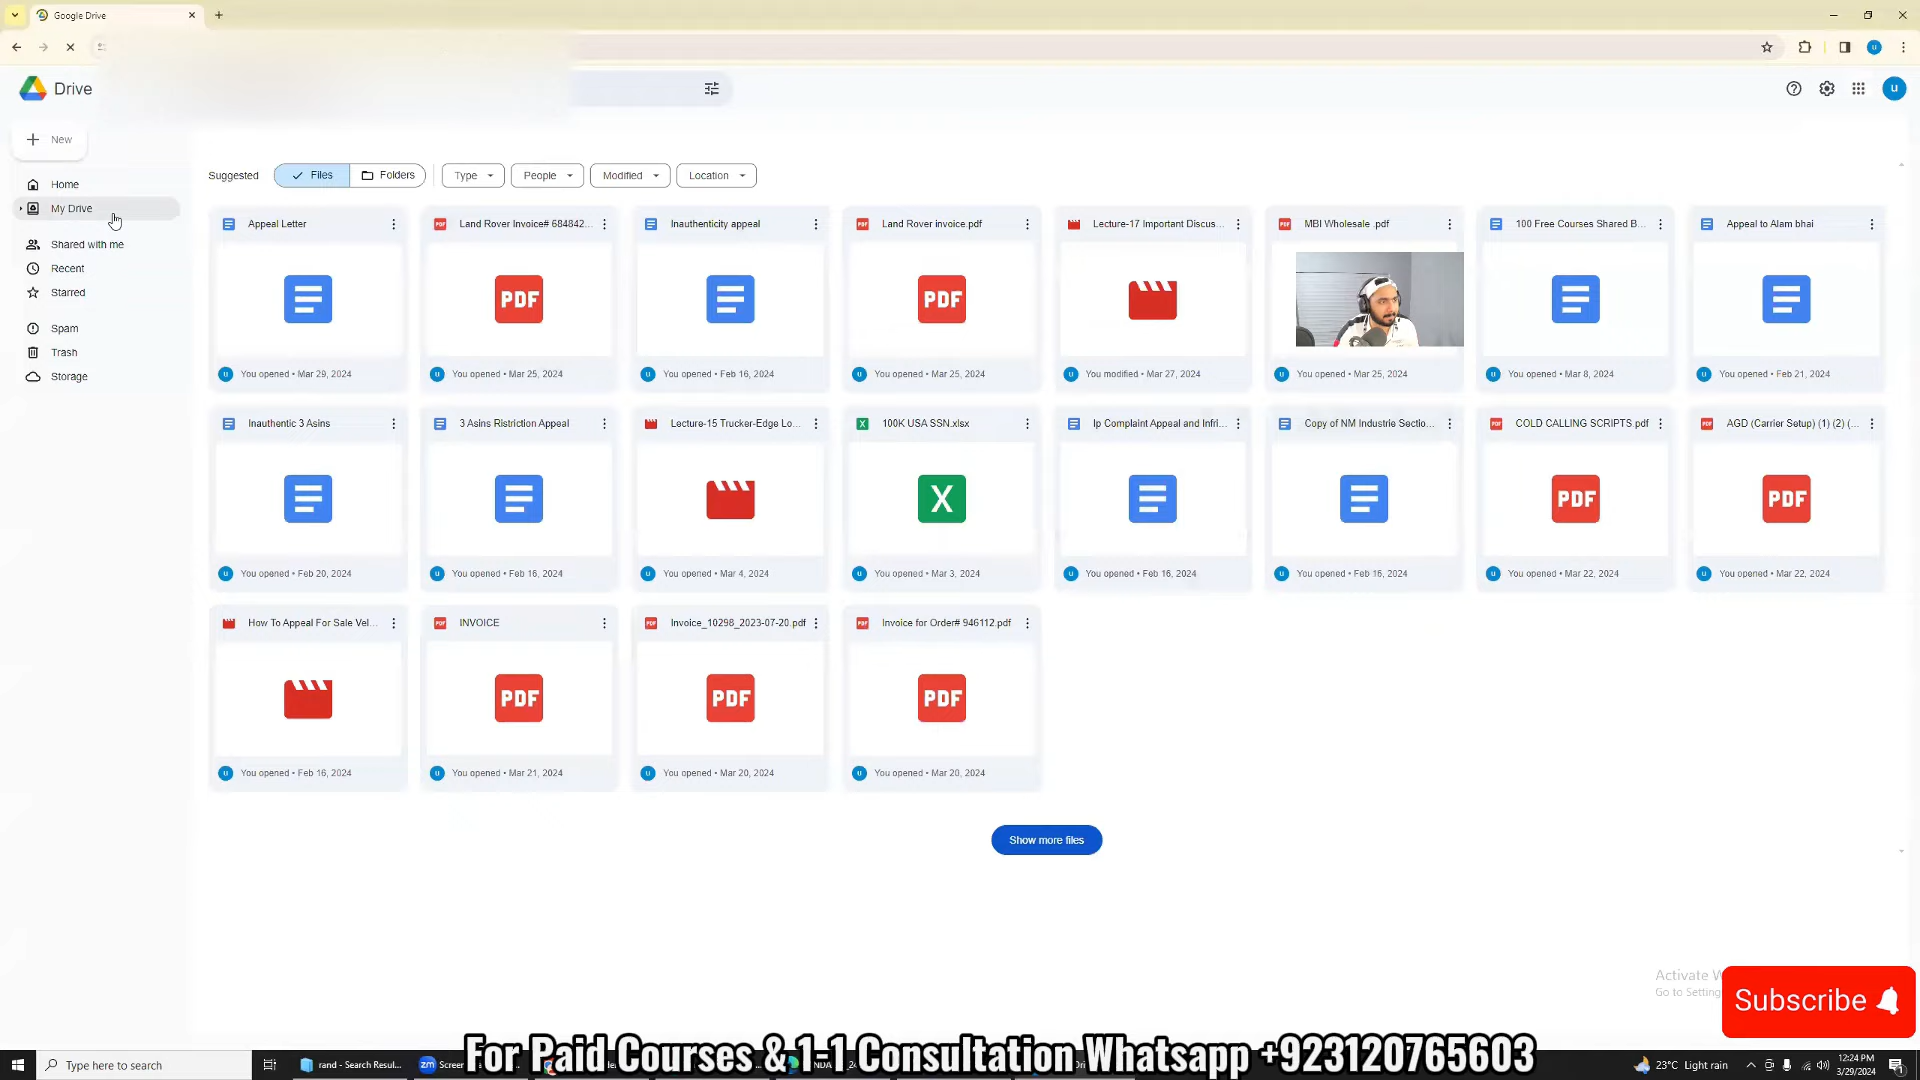 Google Drive
Drive
New
Home
My Drive
Shared with me
Recent
Starred
Spam
Trash
Storage
Suggested Files Folders Type People Modified Location
Appeal Letter
You opened • Mar 29, 2024
Land Rover Invoice# 684842...
You opened • Mar 25, 2024
Inauthenticity appeal
You opened • Feb 16, 2024
Land Rover invoice.pdf
You opened • Mar 25, 2024
Lecture-17 Important Discus...
You modified • Mar 27, 2024
MBI Wholesale .pdf
You opened • Mar 25, 2024
100 Free Courses Shared B...
You opened • Mar 8, 2024
Appeal to Alam bhai
You opened • Feb 21, 2024
Inauthentic 3 Asins
You opened • Feb 20, 2024
3 Asins Ristriction Appeal
You opened • Feb 16, 2024
Lecture-15 Trucker-Edge Lo...
You opened • Mar 4, 2024
100K USA SSN.xlsx
You opened • Mar 3, 2024
Ip Complaint Appeal and Infri...
You opened • Feb 16, 2024
Copy of NM Industrie Sectio...
You opened • Feb 16, 2024
COLD CALLING SCRIPTS.pdf
You opened • Mar 22, 2024
AGD (Carrier Setup) (1) (2) (...
You opened • Mar 22, 2024
How To Appeal For Sale Vel...
You opened • Feb 16, 2024
INVOICE
You opened • Mar 21, 2024
Invoice_10298_2023-07-20.pdf
You opened • Mar 20, 2024
Invoice for Order# 946112.pdf
You opened • Mar 20, 2024
Show more files
Activate
Go to Setting
Subscribe
For Paid Courses & 1-1 Consultation Whatsapp +923120765603
Type here to search
rand - Search Resul...
23°C Light rain
12:24 PM
3/29/2024